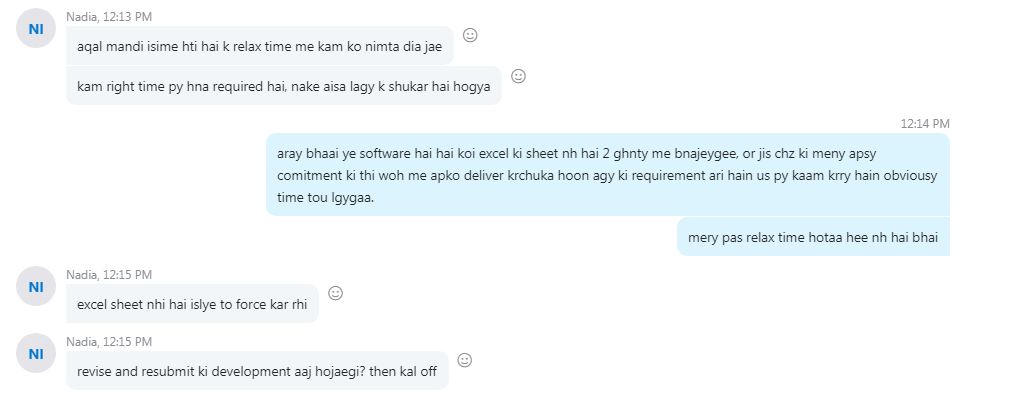 NI
Nadia, 12:13 PM
aqal mandi isime hti hai k relax time me kam ko nimta dia jae
kam right time py hna required hai, nake aisa lagy k shukar hai hogya
12:14 PM
aray bhaai ye software hai hai koi excel ki sheet nh hai 2 ghnty me bnajeygee, or jis chz ki meny apsy
comitment ki thi woh me apko deliver krchuka hoon agy ki requirement ari hain us py kaam krry hain obviousy
time tou lgygaa.
mery pas relax time hotaa hee nh hai bhai
NI
Nadia, 12:15 PM
excel sheet nhi hai islye to force kar rhi
NI
Nadia, 12:15 PM
revise and resubmit ki development aaj hojaegi? then kal off